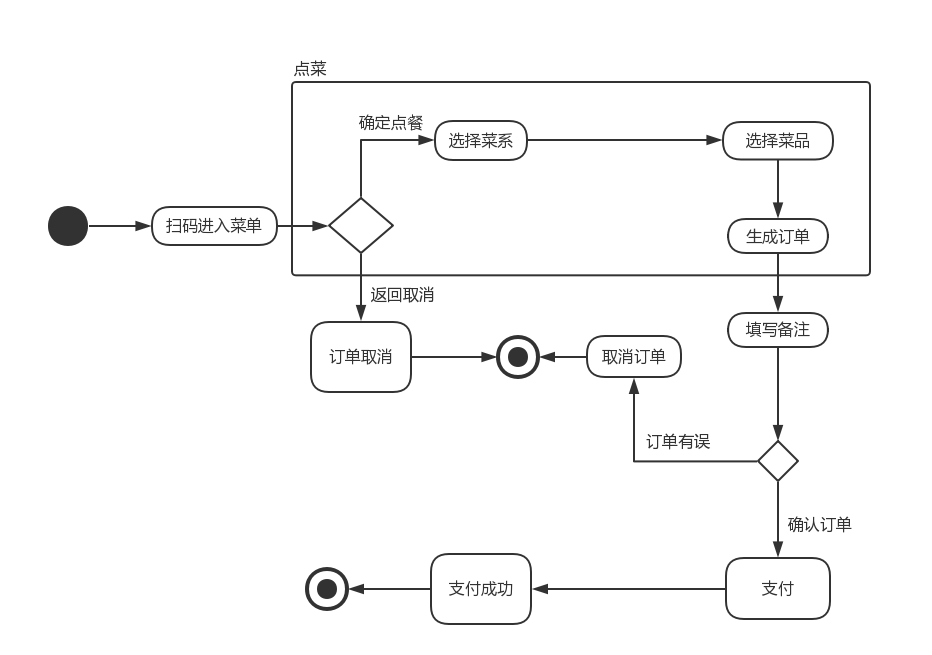 点菜
确定点餐
选择菜系
选择菜品
扫码进入菜单
生成订单
返回取消
填写备注
订单取消
取消订单
订单有误
确认订单
支付成功
支付